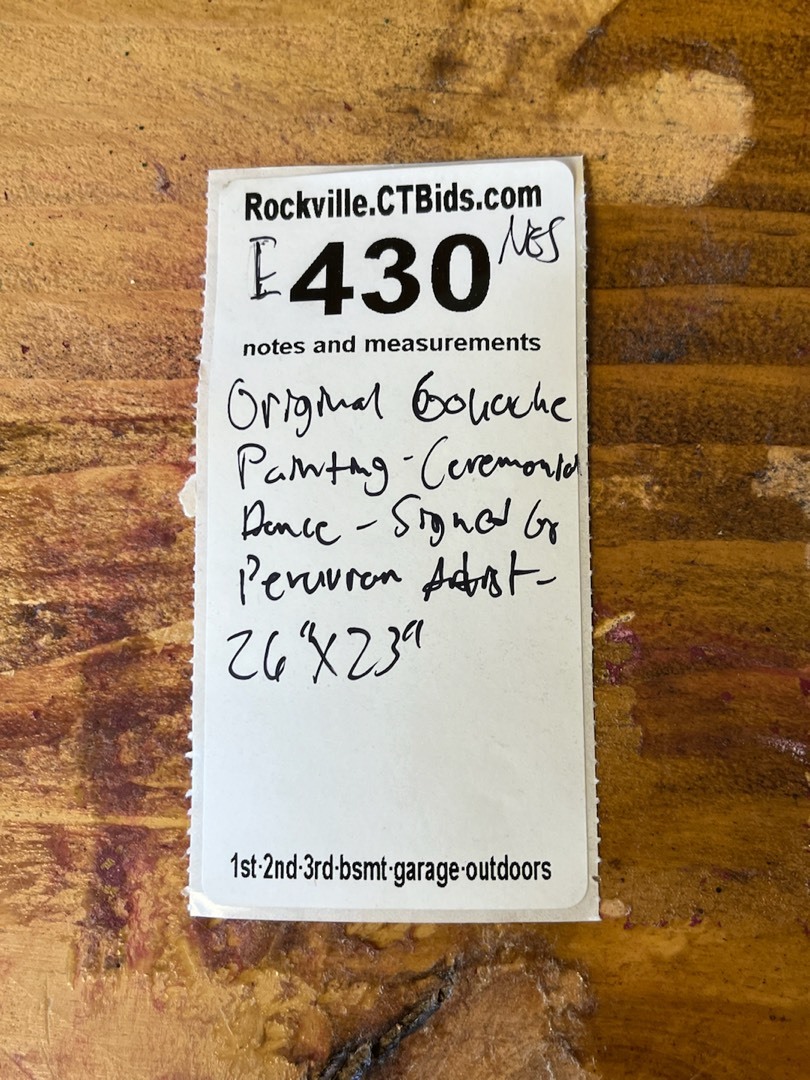 Rockville.CTBids.com
E 430 NGS
notes and measurements
Original Gouache
Painting - Ceremonial
Dance - Signed by
Peruvian Artist -
26"X23"
1st·2nd·3rd·bsmt·garage·outdoors